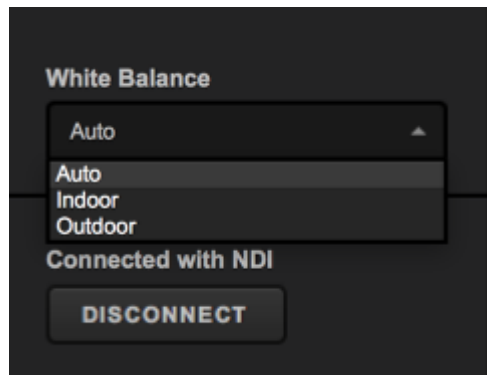 White Balance
Auto
Auto
Indoor
Outdoor
Connected with NDI
DISCONNECT